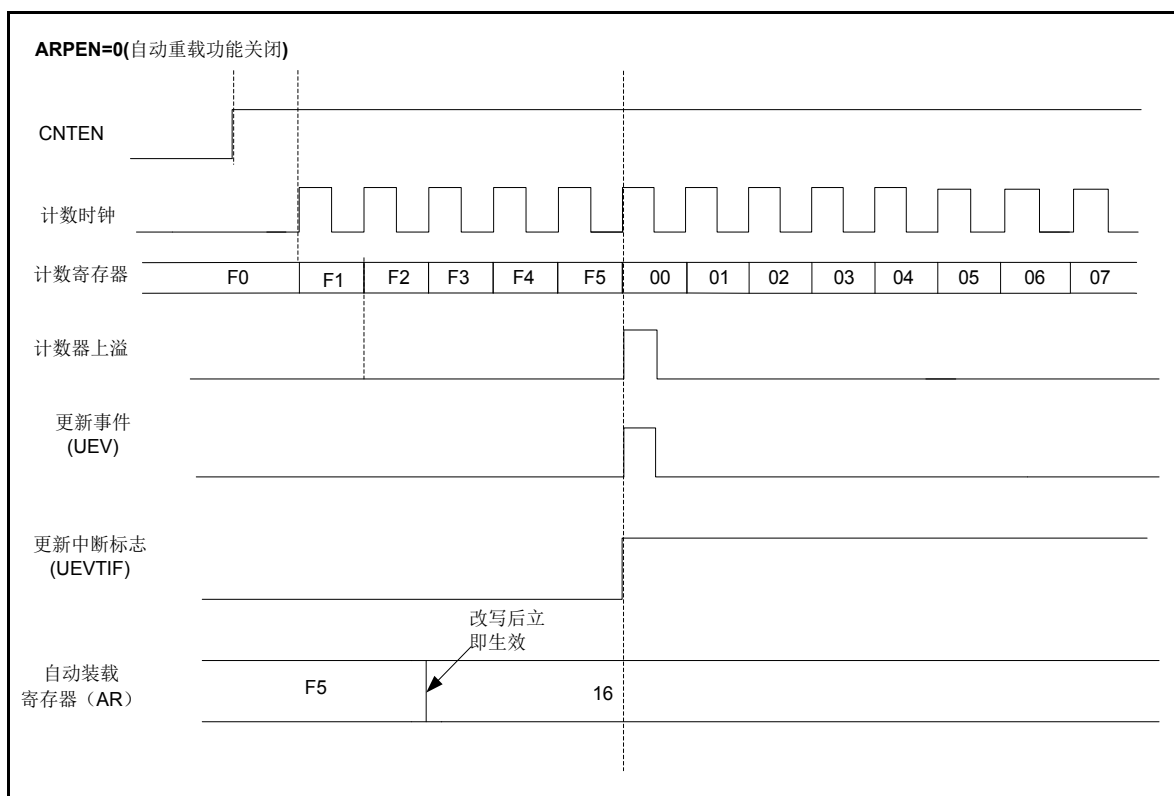 ARPEN=0(自动重载功能关闭)
CNTEN
计数时钟
计数寄存器
F0 F1 F2 F3 F4 F5 00 01 02 03 04 05 06 07
计数器上溢
更新事件
(UEV)
更新中断标志
(UEVTIF)
改写后立
即生效
自动装载
寄存器（AR）
F5 16